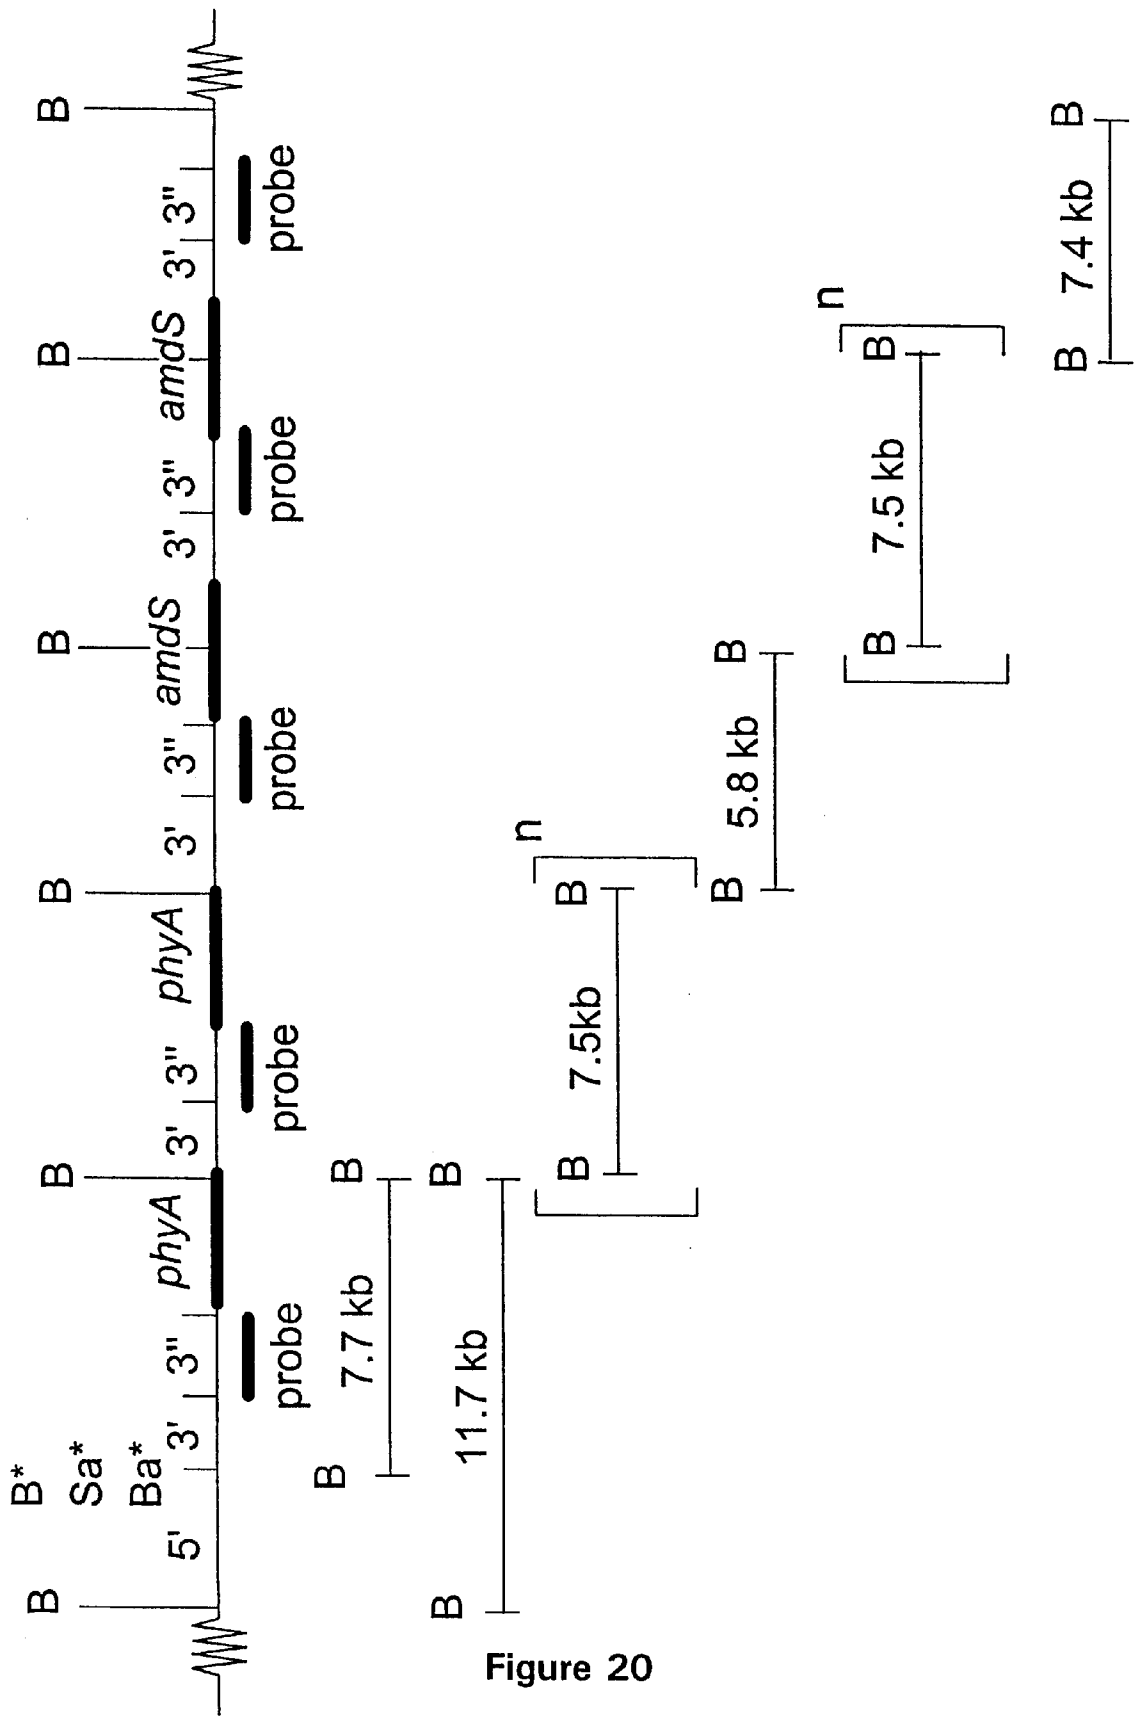 B*
B B B B B B
Sa*
Ba*
5' 3' 3" phyA 3' 3" phyA 3' 3" amdS 3' 3" amdS 3' 3"
probe probe probe probe probe
B 7.7 kb B
B 11.7 kb B
n
B 7.5kb B
B 5.8 kb B
n
B 7.5 kb B
B 7.4 kb B
Figure 20